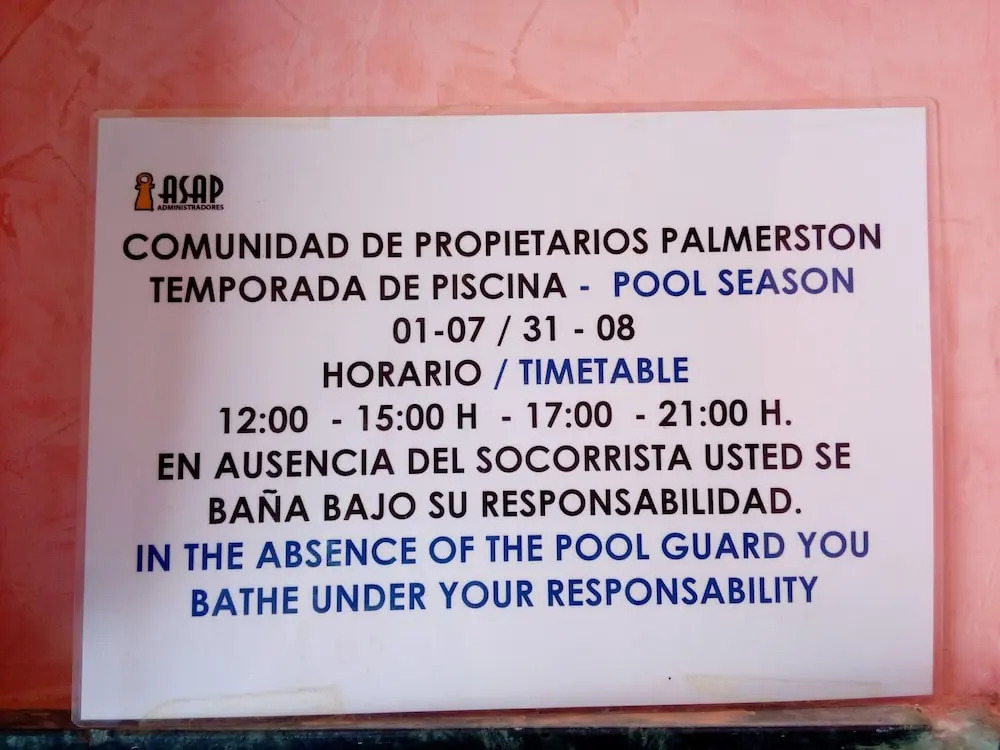 ASAP
ADMINISTRADORES
COMUNIDAD DE PROPIETARIOS PALMERSTON
TEMPORADA DE PISCINA - POOL SEASON
01-07 / 31 - 08
HORARIO / TIMETABLE
12:00 - 15:00 H - 17:00 - 21:00 H.
EN AUSENCIA DEL SOCORRISTA USTED SE
BAÑA BAJO SU RESPONSABILIDAD.
IN THE ABSENCE OF THE POOL GUARD YOU
BATHE UNDER YOUR RESPONSABILITY